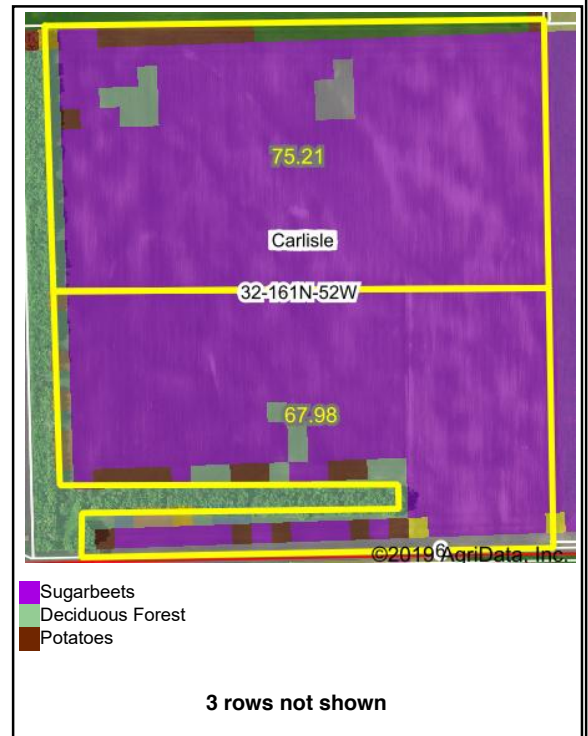 75.21
Carlisle
32-161N-52W
67.98
6
©2019 AgriData, Inc.
Sugarbeets
Deciduous Forest
Potatoes
3 rows not shown